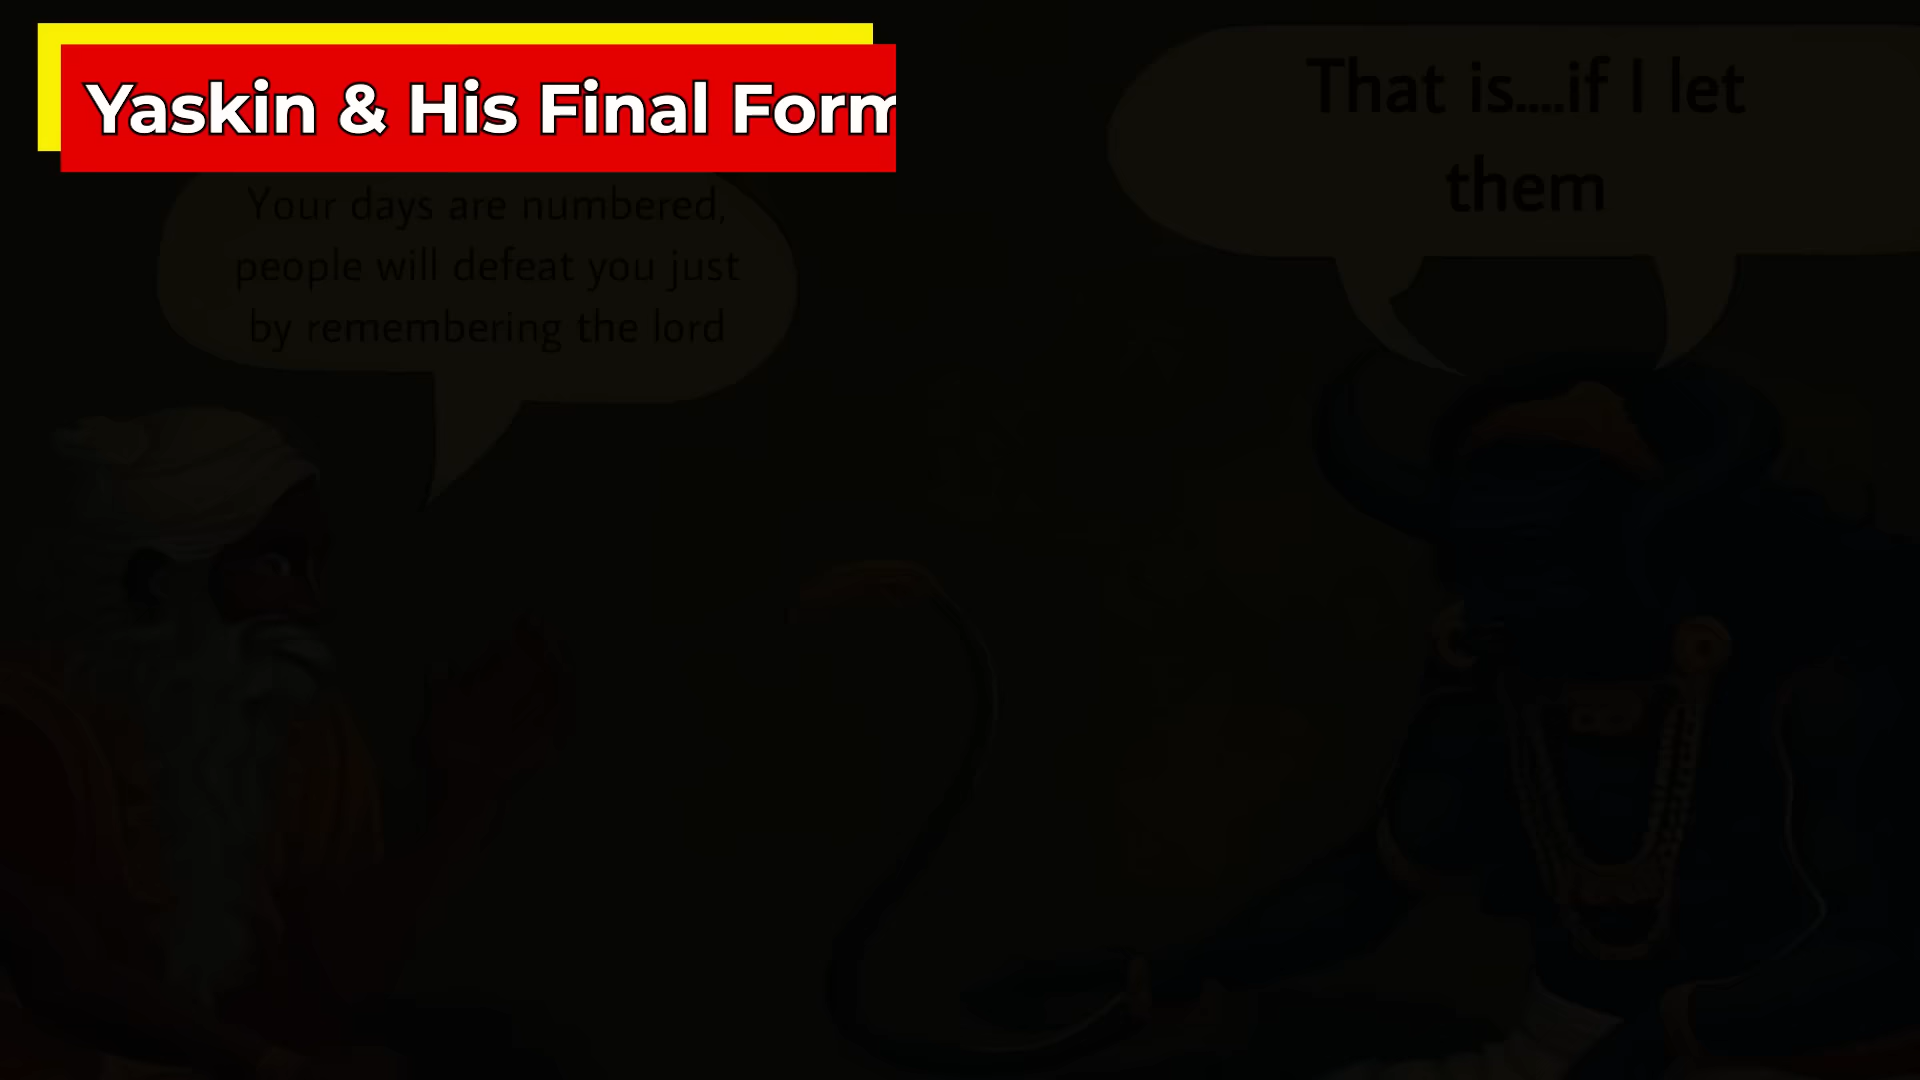 Yaskin & His Final Form
Your days are numbered,
people will defeat you just
by remembering the lord
That is....if I let
them